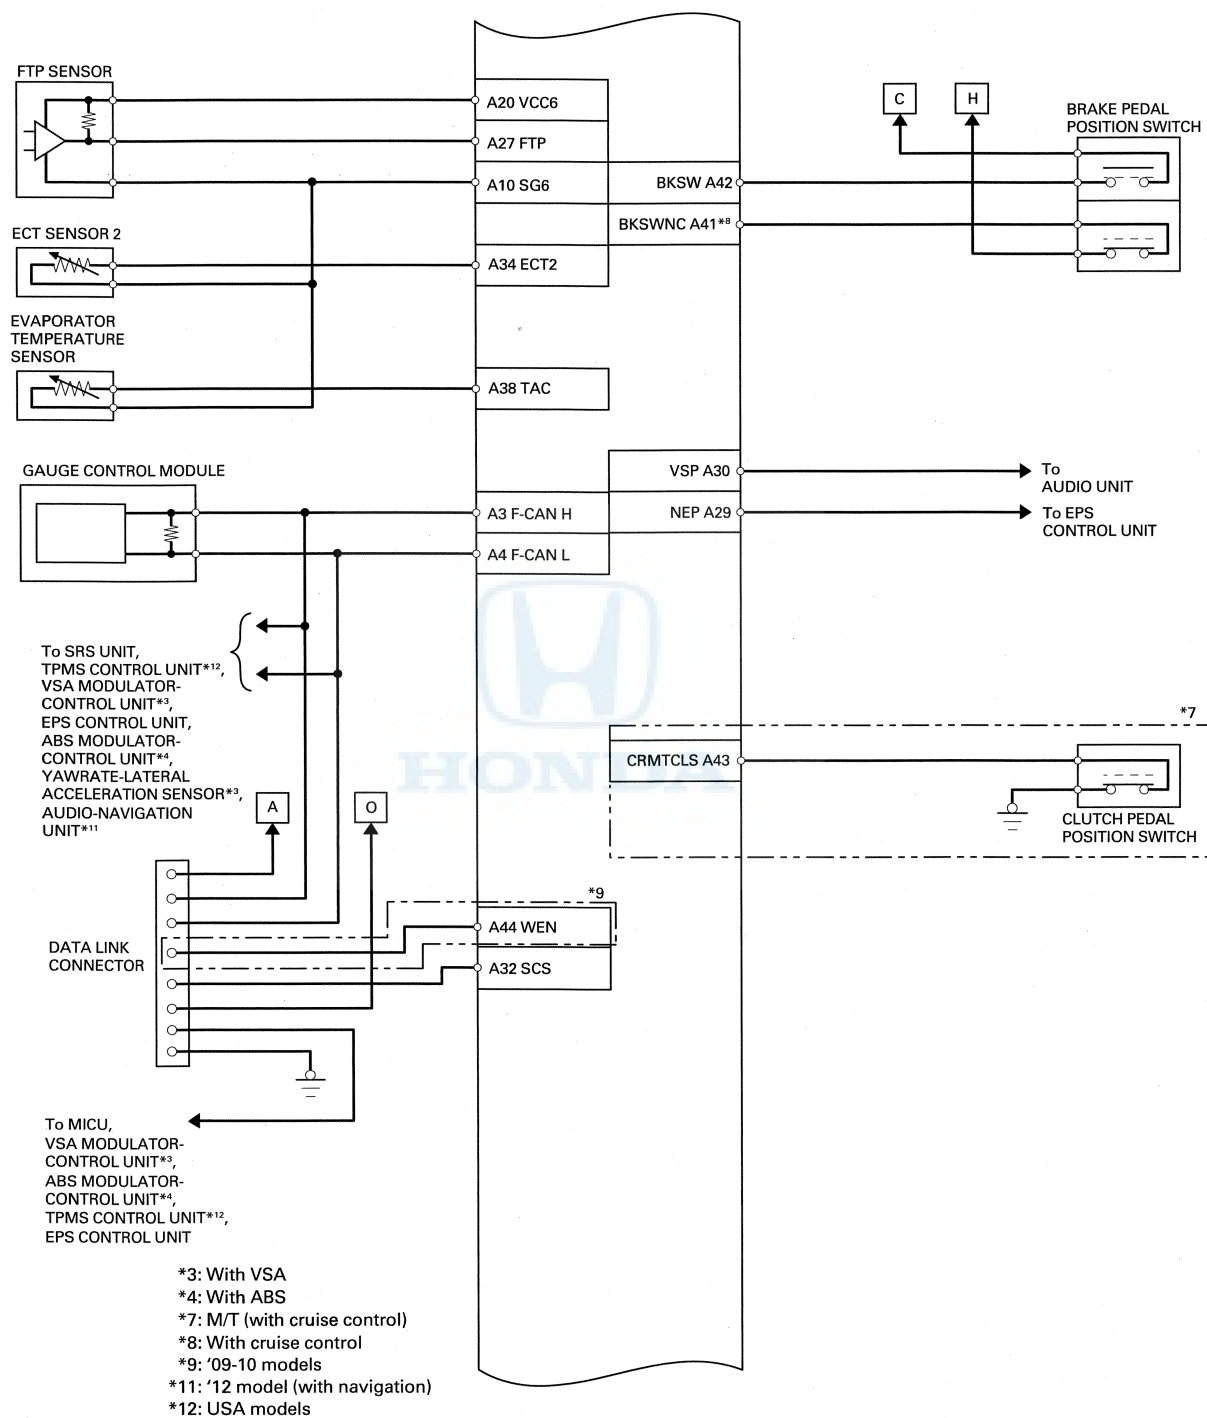 FTP SENSOR
A20 VCC6
A27 FTP
A10 SG6
BKSW A42
BKSWNC A41*8
C
H
BRAKE PEDAL
POSITION SWITCH
ECT SENSOR 2
A34 ECT2
EVAPORATOR
TEMPERATURE
SENSOR
A38 TAC
GAUGE CONTROL MODULE
VSP A30
To
AUDIO UNIT
A3 F-CAN H
NEP A29
To EPS
CONTROL UNIT
A4 F-CAN L
To SRS UNIT,
TPMS CONTROL UNIT*12,
VSA MODULATOR-
CONTROL UNIT*3,
EPS CONTROL UNIT,
ABS MODULATOR-
CONTROL UNIT*4,
YAWRATE-LATERAL
ACCELERATION SENSOR*3,
AUDIO-NAVIGATION
UNIT*11
A
O
HONDA
*7
CRMTCLS A43
CLUTCH PEDAL
POSITION SWITCH
*9
A44 WEN
A32 SCS
DATA LINK
CONNECTOR
To MICU,
VSA MODULATOR-
CONTROL UNIT*3,
ABS MODULATOR-
CONTROL UNIT*4,
TPMS CONTROL UNIT*12,
EPS CONTROL UNIT
*3: With VSA
*4: With ABS
*7: M/T (with cruise control)
*8: With cruise control
*9: '09-10 models
*11: '12 model (with navigation)
*12: USA models